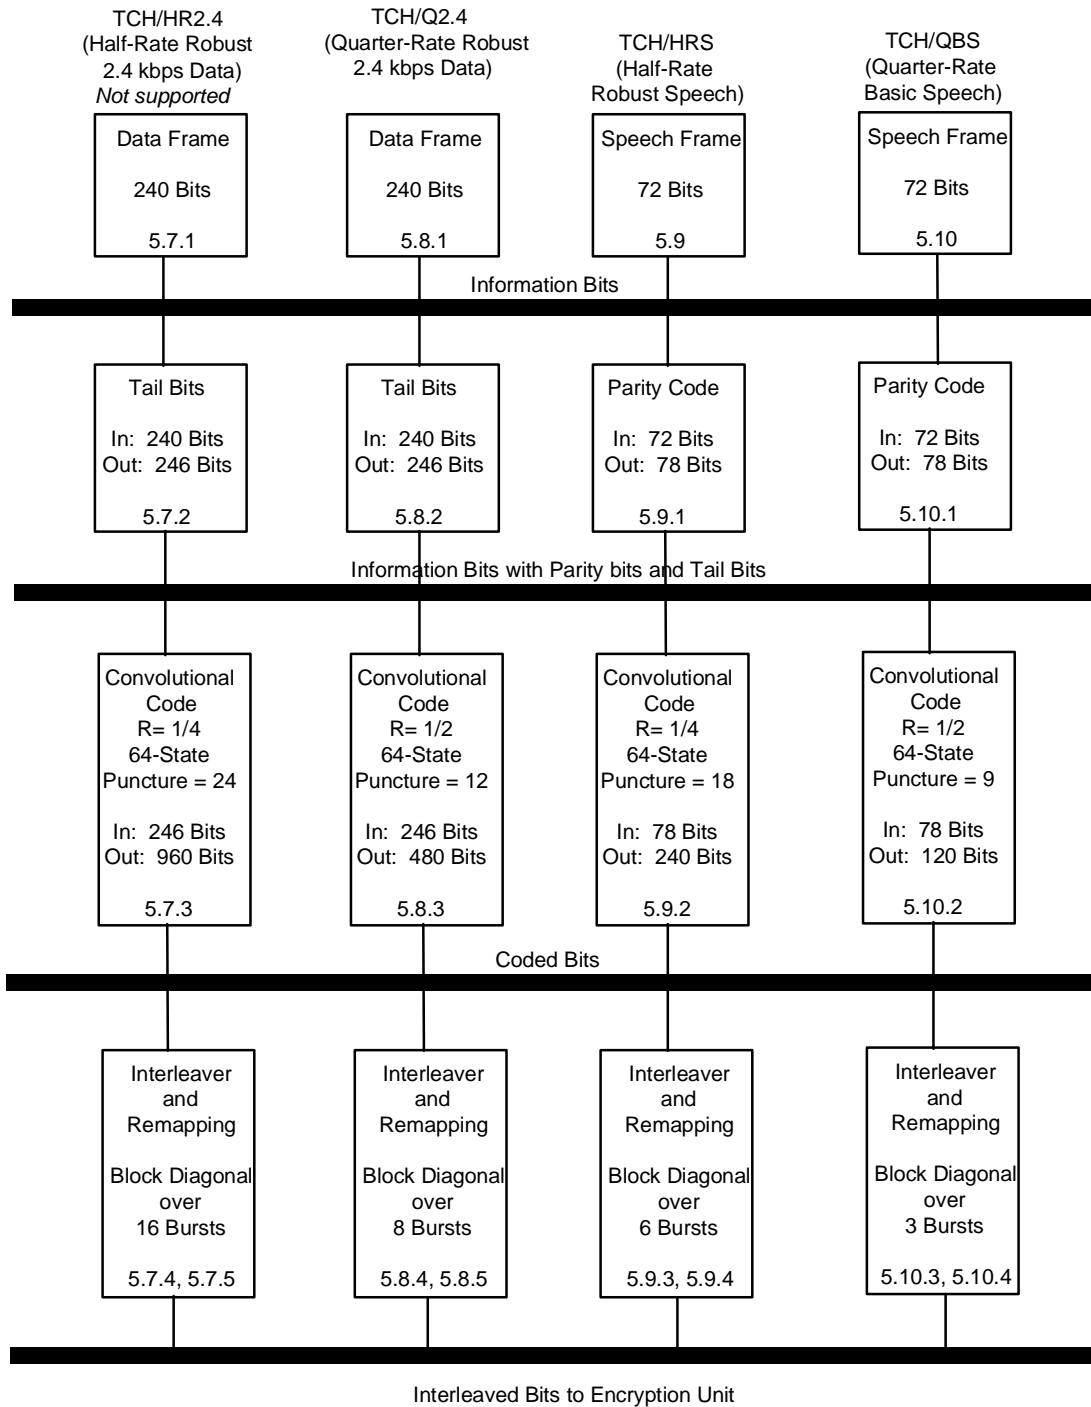 TCH/HR2.4
(Half-Rate Robust
2.4 kbps Data)
Not supported
TCH/Q2.4
(Quarter-Rate Robust
2.4 kbps Data)
TCH/HRS
(Half-Rate
Robust Speech)
TCH/QBS
(Quarter-Rate
Basic Speech)
Data Frame
240 Bits
5.7.1
Data Frame
240 Bits
5.8.1
Speech Frame
72 Bits
5.9
Speech Frame
72 Bits
5.10
Information Bits
Tail Bits
In: 240 Bits
Out: 246 Bits
5.7.2
Tail Bits
In: 240 Bits
Out: 246 Bits
5.8.2
Parity Code
In: 72 Bits
Out: 78 Bits
5.9.1
Parity Code
In: 72 Bits
Out: 78 Bits
5.10.1
Information Bits with Parity bits and Tail Bits
Convolutional
Code
R= 1/4
64-State
Puncture = 24
In: 246 Bits
Out: 960 Bits
5.7.3
Convolutional
Code
R= 1/2
64-State
Puncture = 12
In: 246 Bits
Out: 480 Bits
5.8.3
Convolutional
Code
R= 1/4
64-State
Puncture = 18
In: 78 Bits
Out: 240 Bits
5.9.2
Convolutional
Code
R= 1/2
64-State
Puncture = 9
In: 78 Bits
Out: 120 Bits
5.10.2
Coded Bits
Interleaver
and
Remapping
Block Diagonal
over
16 Bursts
5.7.4, 5.7.5
Interleaver
and
Remapping
Block Diagonal
over
8 Bursts
5.8.4, 5.8.5
Interleaver
and
Remapping
Block Diagonal
over
6 Bursts
5.9.3, 5.9.4
Interleaver
and
Remapping
Block Diagonal
over
3 Bursts
5.10.3, 5.10.4
Interleaved Bits to Encryption Unit